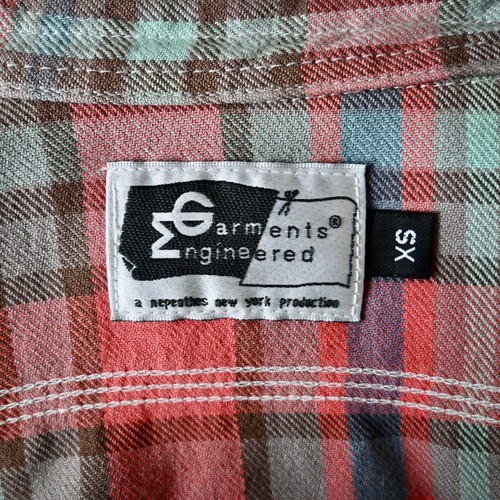 Garments®
Engineered
a nepenthes new york production
XS